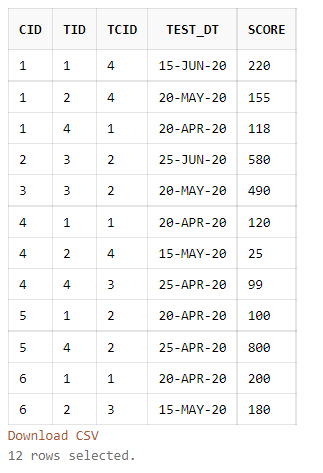 CID TID TCID TEST_DT SCORE
1 1 4 15-JUN-20 220
1 2 4 20-MAY-20 155
1 4 1 20-APR-20 118
2 3 2 25-JUN-20 580
3 3 2 20-MAY-20 490
4 1 1 20-APR-20 120
4 2 4 15-MAY-20 25
4 4 3 25-APR-20 99
5 1 2 20-APR-20 100
5 4 2 25-APR-20 800
6 1 1 20-APR-20 200
6 2 3 15-MAY-20 180
Download CSV
12 rows selected.